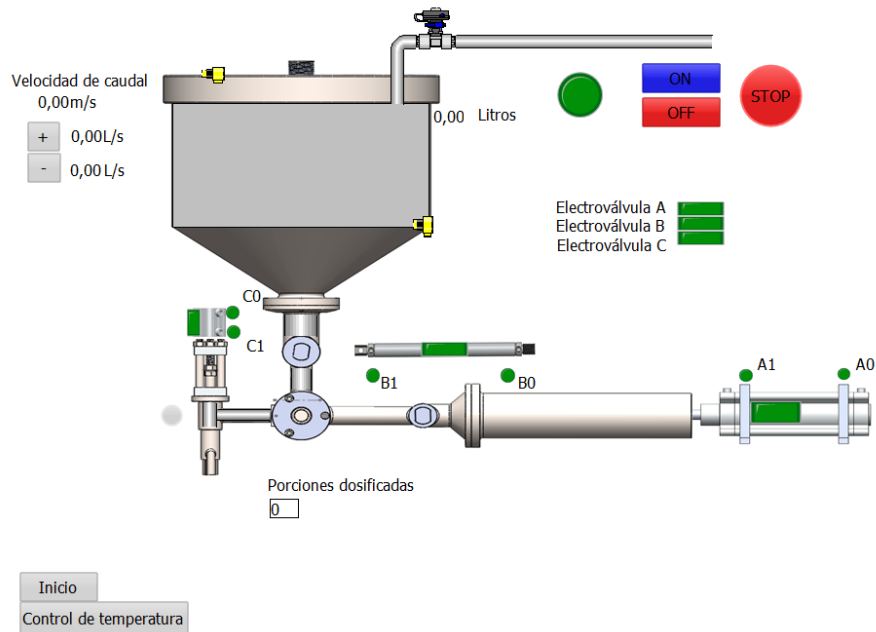 Velocidad de caudal
0,00m/s
+ 0,00L/s
- 0,00L/s
0,00 Litros
ON
OFF
STOP
Electroválvula A
Electroválvula B
Electroválvula C
C0
C1
B1
B0
A1
A0
Porciones dosificadas
0
Inicio
Control de temperatura